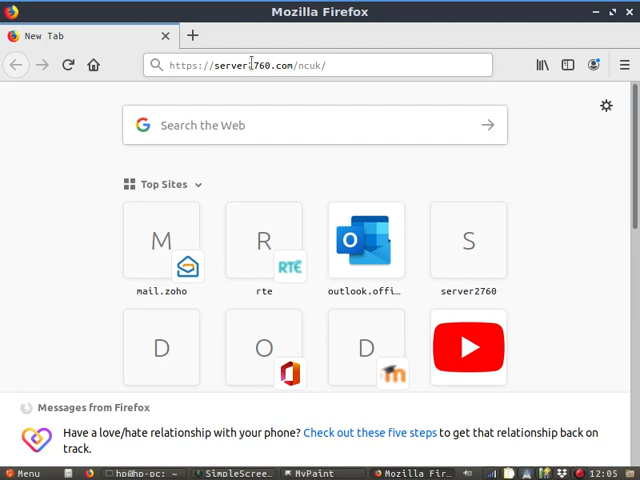 Mozilla Firefox
New Tab
https://server2760.com/ncuk/
Search the Web
Top Sites
M
R
S
RTÉ
mail.zoho
rte
outlook.offi...
server2760
D
O
D
Messages from Firefox
Have a love/hate relationship with your phone? Check out these five steps to get that relationship back on
track.
Menu
hp@hp-pc: ~
SimpleScree...
MyPaint
Mozilla Fir...
12:05